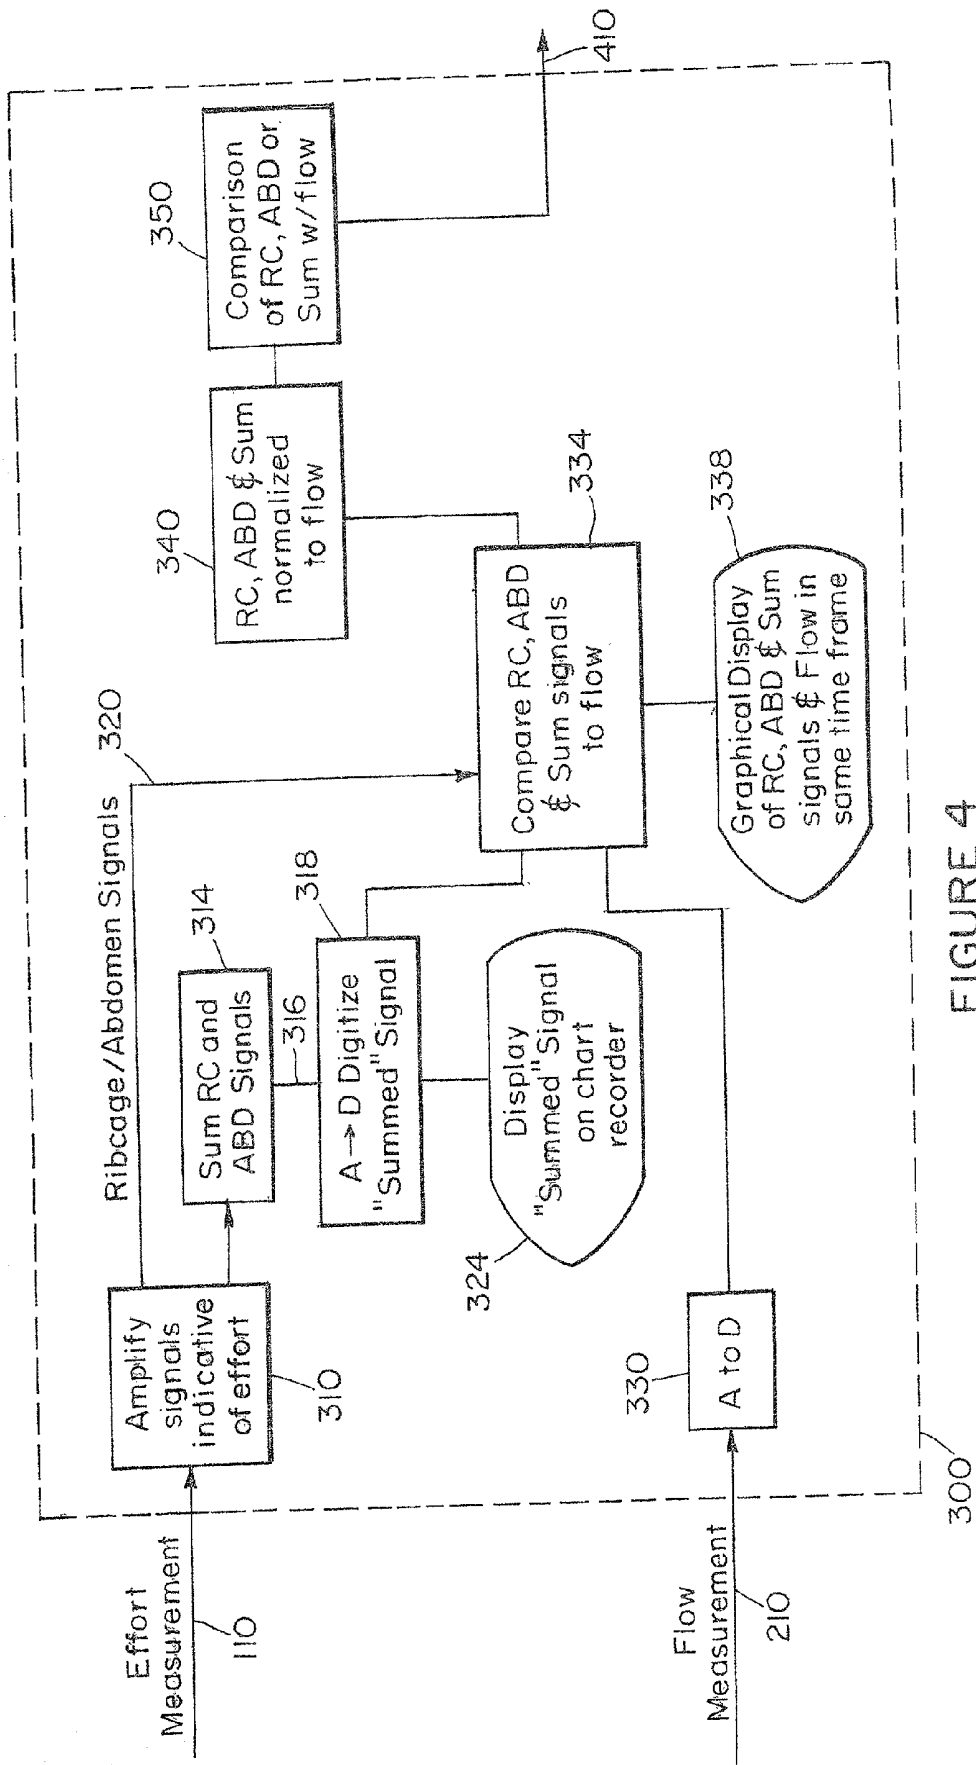 Effort
Measurement
110
Amplify
signals
indicative
of effort
310
Ribcage/Abdomen Signals
320
Sum RC and
ABD Signals
314
316
A→D Digitize
"Summed" Signal
318
Display
"Summed" Signal
on chart
recorder
324
Flow
Measurement
210
A to D
330
Compare RC, ABD
& Sum signals
to flow
334
Graphical Display
of RC, ABD & Sum
signals & Flow in
same time frame
338
RC, ABD & Sum
normalized
to flow
340
Comparison
of RC, ABD or
Sum w/flow
350
410
300
FIGURE 4